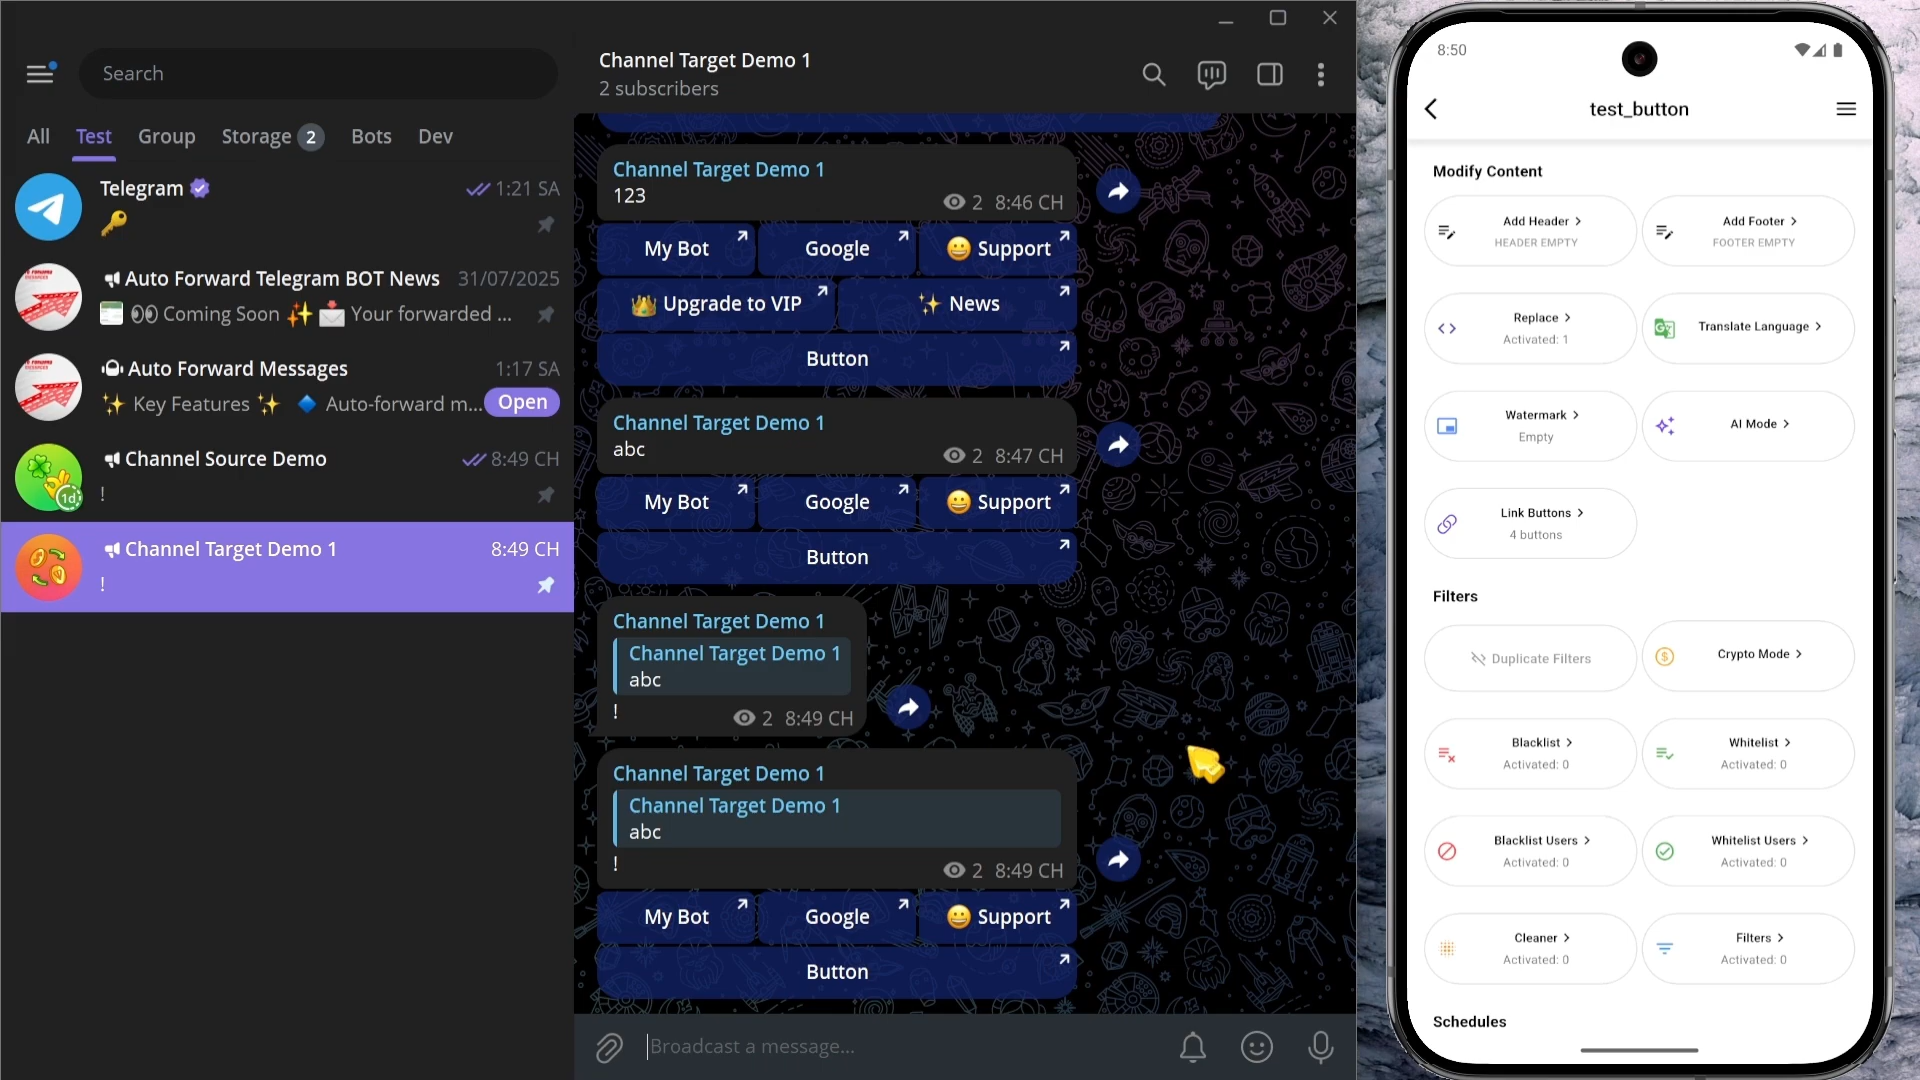 Search
All Test Group Storage 2 Bots Dev
Telegram 1:21 SA
Auto Forward Telegram BOT News 31/07/2025
Coming Soon Your forwarded ...
Auto Forward Messages 1:17 SA
Key Features Auto-forward m... Open
Channel Source Demo 8:49 CH
1d
!
Channel Target Demo 1 8:49 CH
!
Channel Target Demo 1
2 subscribers
Channel Target Demo 1
123
2 8:46 CH
My Bot Google Support
Upgrade to VIP News
Button
Channel Target Demo 1
abc
2 8:47 CH
My Bot Google Support
Button
Channel Target Demo 1
Channel Target Demo 1
abc
!
2 8:49 CH
Channel Target Demo 1
Channel Target Demo 1
abc
!
2 8:49 CH
My Bot Google Support
Button
Broadcast a message...
8:50
test_button
Modify Content
Add Header >
HEADER EMPTY
Add Footer >
FOOTER EMPTY
Replace >
Activated: 1
Translate Language >
Watermark >
Empty
AI Mode >
Link Buttons >
4 buttons
Filters
Duplicate Filters
Crypto Mode >
Blacklist >
Activated: 0
Whitelist >
Activated: 0
Blacklist Users >
Activated: 0
Whitelist Users >
Activated: 0
Cleaner >
Activated: 0
Filters >
Activated: 0
Schedules